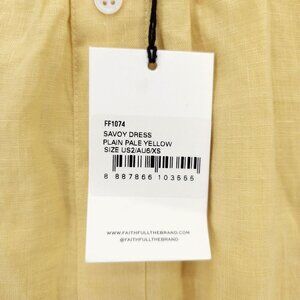 FF1074
SAVOY DRESS
PLAIN PALE YELLOW
SIZE US2/AU6/XS
8 887866 103555
WWW.FAITHFULLTHEBRAND.COM
@FAITHFULLTHEBRAND